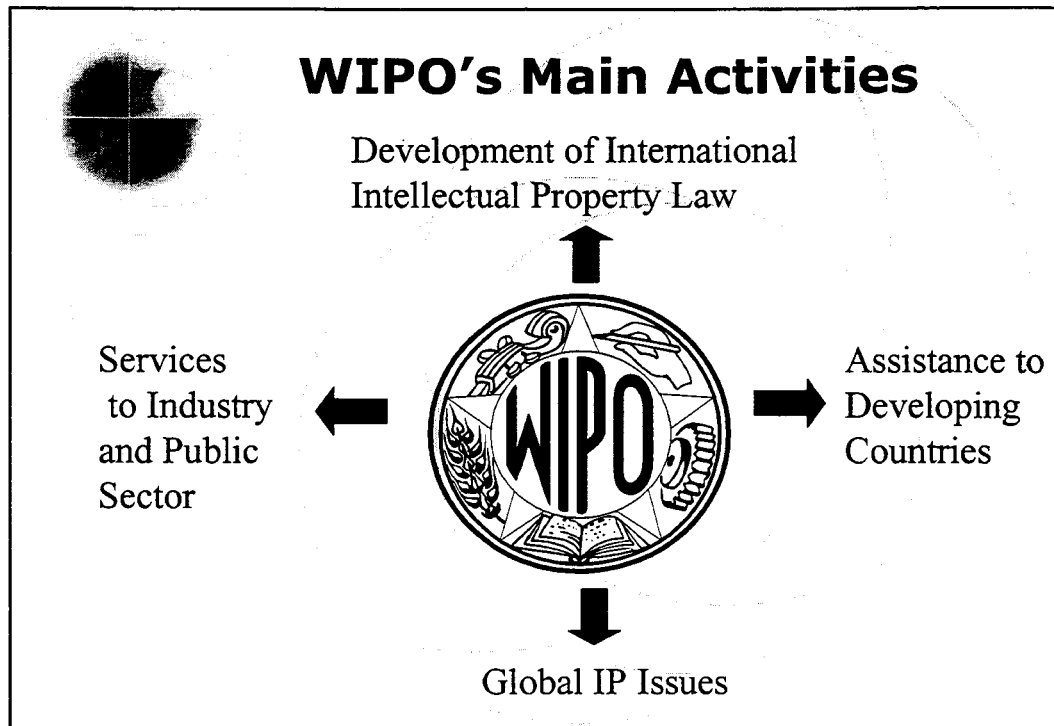 WIPO's Main Activities
Development of International
Intellectual Property Law
Services
to Industry
and Public
Sector
WIPO
Assistance to
Developing
Countries
Global IP Issues